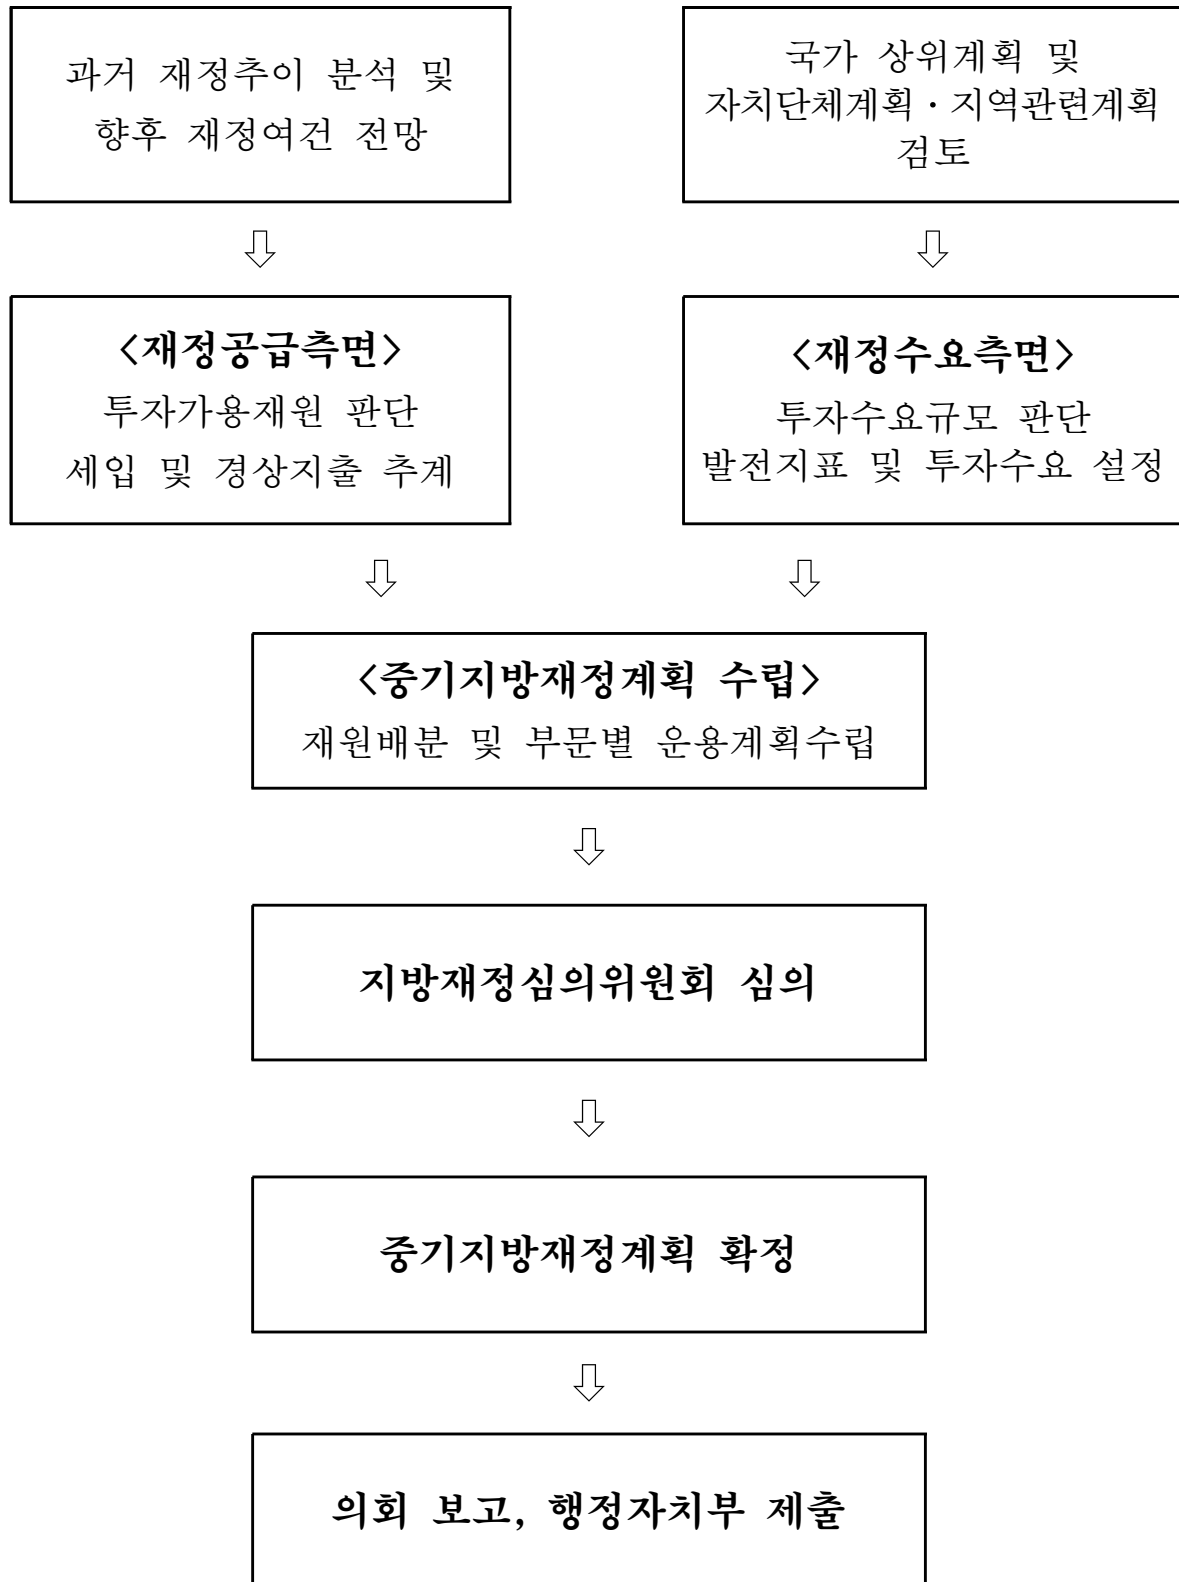 과거 재정추이 분석 및
향후 재정여건 전망
국가 상위계획 및
자치단체계획·지역관련계획
검토
<재정공급측면>
투자가용재원 판단
세입 및 경상지출 추계
<재정수요측면>
투자수요규모 판단
발전지표 및 투자수요 설정
<중기지방재정계획 수립>
재원배분 및 부문별 운용계획수립
지방재정심의위원회 심의
중기지방재정계획 확정
의회 보고, 행정자치부 제출